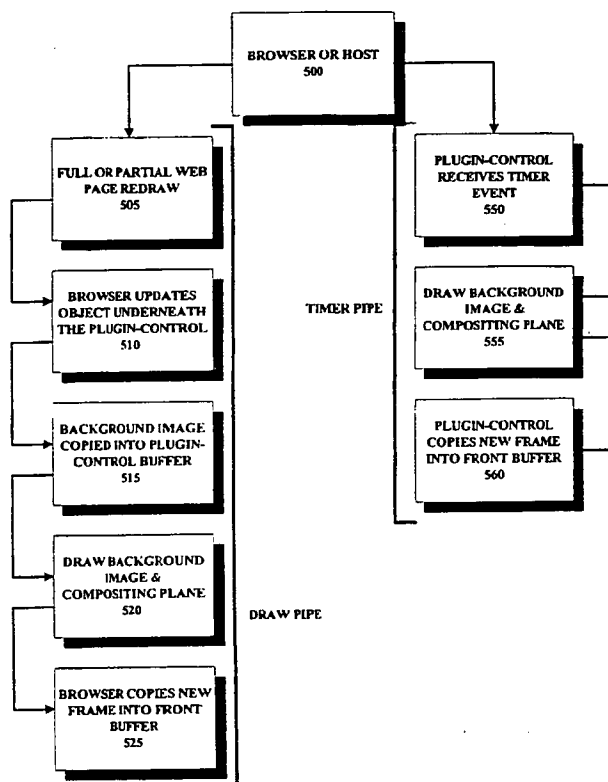 BROWSER OR HOST
500
FULL OR PARTIAL WEB
PAGE REDRAW
505
BROWSER UPDATES
OBJECT UNDERNEATH
THE PLUGIN-CONTROL
510
BACKGROUND IMAGE
COPIED INTO PLUGIN-
CONTROL BUFFER
515
DRAW BACKGROUND
IMAGE &
COMPOSITING PLANE
520
BROWSER COPIES NEW
FRAME INTO FRONT
BUFFER
525
DRAW PIPE
TIMER PIPE
PLUGIN-CONTROL
RECEIVES TIMER
EVENT
550
DRAW BACKGROUND
IMAGE &
COMPOSITING PLANE
555
PLUGIN-CONTROL
COPIES NEW FRAME
INTO FRONT BUFFER
560